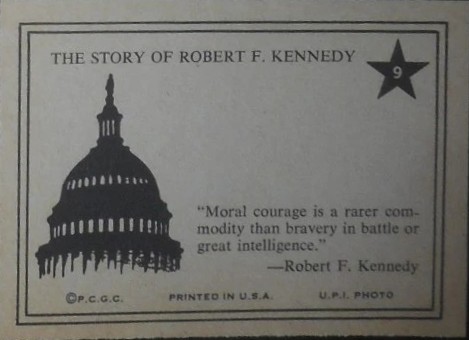 THE STORY OF ROBERT F. KENNEDY
9
“Moral courage is a rarer com-
modity than bravery in battle or
great intelligence.”
—Robert F. Kennedy
©P.C.G.C. PRINTED IN U.S.A. U.P.I. PHOTO